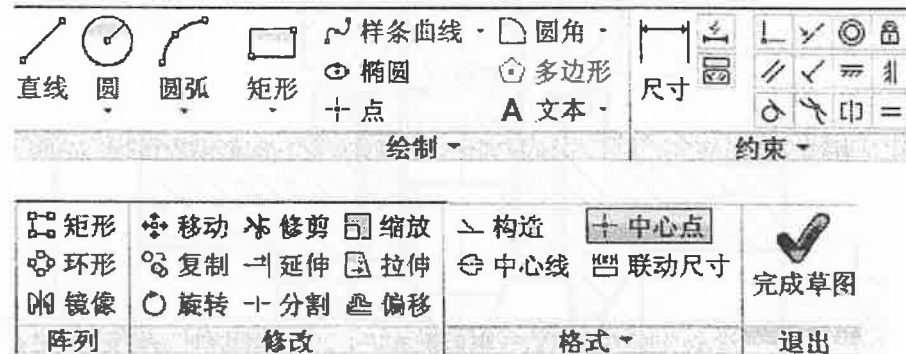 样条曲线 圆角
直线 圆 圆弧 矩形 椭圆 多边形 尺寸
点 A 文本
绘制 约束
矩形 移动 修剪 缩放 构造 中心点
环形 复制 延伸 拉伸 中心线 联动尺寸 完成草图
镜像 旋转 分割 偏移
阵列 修改 格式 退出